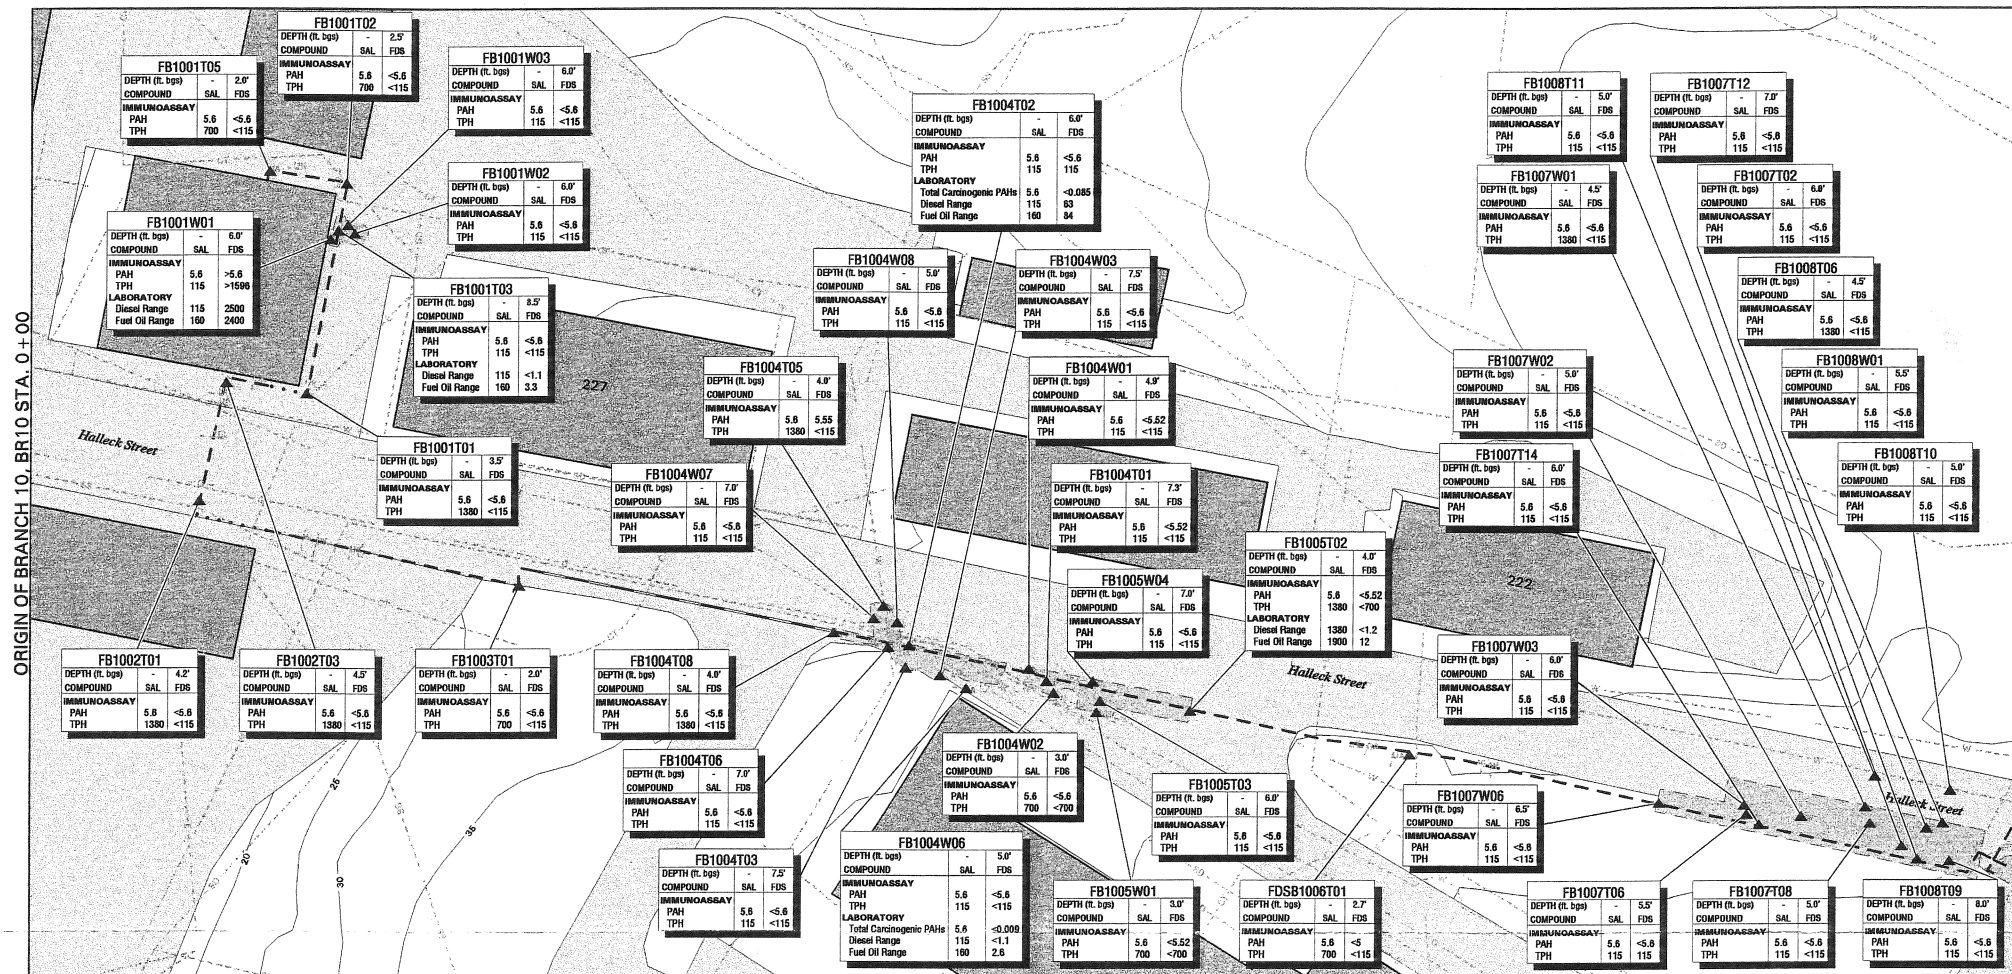 ORIGIN OF BRANCH 10, BR10 STA. 0+00
FB1001T05
DEPTH (ft. bgs) - 2.0'
COMPOUND SAL FDS
IMMUNOASSAY
PAH 5.6 <5.6
TPH 700 <115
FB1001T02
DEPTH (ft. bgs) - 2.5'
COMPOUND SAL FDS
IMMUNOASSAY
PAH 5.6 <5.6
TPH 700 <115
FB1001W03
DEPTH (ft. bgs) - 6.0'
COMPOUND SAL FDS
IMMUNOASSAY
PAH 5.6 <5.6
TPH 115 <115
FB1001W02
DEPTH (ft. bgs) - 6.0'
COMPOUND SAL FDS
IMMUNOASSAY
PAH 5.6 <5.6
TPH 115 <115
FB1001W01
DEPTH (ft. bgs) - 6.0'
COMPOUND SAL FDS
IMMUNOASSAY
PAH 5.6 >5.6
TPH 115 >1596
LABORATORY
Diesel Range 115 2500
Fuel Oil Range 160 2400
FB1001T03
DEPTH (ft. bgs) - 8.5'
COMPOUND SAL FDS
IMMUNOASSAY
PAH 5.6 <5.6
TPH 115 <115
LABORATORY
Diesel Range 115 <1.1
Fuel Oil Range 160 3.3
227
FB1004T02
DEPTH (ft. bgs) - 6.0'
COMPOUND SAL FDS
IMMUNOASSAY
PAH 5.6 <5.6
TPH 115 115
LABORATORY
Total Carcinogenic PAHs 5.6 <0.085
Diesel Range 115 63
Fuel Oil Range 160 84
FB1004W08
DEPTH (ft. bgs) - 5.0'
COMPOUND SAL FDS
IMMUNOASSAY
PAH 5.6 <5.6
TPH 115 <115
FB1004W03
DEPTH (ft. bgs) - 7.5'
COMPOUND SAL FDS
IMMUNOASSAY
PAH 5.6 <5.6
TPH 115 <115
FB1008T11
DEPTH (ft. bgs) - 5.0'
COMPOUND SAL FDS
IMMUNOASSAY
PAH 5.6 <5.6
TPH 115 <115
FB1007T12
DEPTH (ft. bgs) - 7.0'
COMPOUND SAL FDS
IMMUNOASSAY
PAH 5.6 <5.6
TPH 115 <115
FB1007W01
DEPTH (ft. bgs) - 4.5'
COMPOUND SAL FDS
IMMUNOASSAY
PAH 5.6 <5.6
TPH 1380 <115
FB1007T02
DEPTH (ft. bgs) - 6.8'
COMPOUND SAL FDS
IMMUNOASSAY
PAH 5.6 <5.6
TPH 115 <115
FB1008T06
DEPTH (ft. bgs) - 4.5'
COMPOUND SAL FDS
IMMUNOASSAY
PAH 5.6 <5.6
TPH 1380 <115
FB1004T05
DEPTH (ft. bgs) - 4.0'
COMPOUND SAL FDS
IMMUNOASSAY
PAH 5.6 5.55
TPH 1380 <115
FB1004W01
DEPTH (ft. bgs) - 4.9'
COMPOUND SAL FDS
IMMUNOASSAY
PAH 5.6 <5.52
TPH 115 <115
FB1007W02
DEPTH (ft. bgs) - 5.0'
COMPOUND SAL FDS
IMMUNOASSAY
PAH 5.6 <5.6
TPH 115 <115
FB1008W01
DEPTH (ft. bgs) - 5.5'
COMPOUND SAL FDS
IMMUNOASSAY
PAH 5.6 <5.6
TPH 115 <115
Halleck Street
FB1001T01
DEPTH (ft. bgs) - 3.5'
COMPOUND SAL FDS
IMMUNOASSAY
PAH 5.6 <5.6
TPH 1380 <115
FB1004W07
DEPTH (ft. bgs) - 7.0'
COMPOUND SAL FDS
IMMUNOASSAY
PAH 5.6 <5.6
TPH 115 <115
FB1004T01
DEPTH (ft. bgs) - 7.3'
COMPOUND SAL FDS
IMMUNOASSAY
PAH 5.6 <5.52
TPH 115 <115
FB1007T14
DEPTH (ft. bgs) - 6.0'
COMPOUND SAL FDS
IMMUNOASSAY
PAH 5.6 <5.6
TPH 115 <115
FB1008T10
DEPTH (ft. bgs) - 5.0'
COMPOUND SAL FDS
IMMUNOASSAY
PAH 5.6 <5.6
TPH 115 <115
FB1005T02
DEPTH (ft. bgs) - 4.0'
COMPOUND SAL FDS
IMMUNOASSAY
PAH 5.6 <5.52
TPH 1380 <700
LABORATORY
Diesel Range 1380 <1.2
Fuel Oil Range 1900 12
222
FB1005W04
DEPTH (ft. bgs) - 7.0'
COMPOUND SAL FDS
IMMUNOASSAY
PAH 5.6 <5.6
TPH 115 <115
FB1002T01
DEPTH (ft. bgs) - 4.2'
COMPOUND SAL FDS
IMMUNOASSAY
PAH 5.6 <5.6
TPH 1380 <115
FB1002T03
DEPTH (ft. bgs) - 4.5'
COMPOUND SAL FDS
IMMUNOASSAY
PAH 5.6 <5.6
TPH 1380 <115
FB1003T01
DEPTH (ft. bgs) - 2.0'
COMPOUND SAL FDS
IMMUNOASSAY
PAH 5.6 <5.6
TPH 700 <115
FB1004T08
DEPTH (ft. bgs) - 4.0'
COMPOUND SAL FDS
IMMUNOASSAY
PAH 5.6 <5.6
TPH 1380 <115
Halleck Street
FB1007W03
DEPTH (ft. bgs) - 6.0'
COMPOUND SAL FDS
IMMUNOASSAY
PAH 5.6 <5.6
TPH 115 <115
FB1004T06
DEPTH (ft. bgs) - 7.0'
COMPOUND SAL FDS
IMMUNOASSAY
PAH 5.6 <5.6
TPH 115 <115
FB1004W02
DEPTH (ft. bgs) - 3.0'
COMPOUND SAL FDS
IMMUNOASSAY
PAH 5.6 <5.6
TPH 700 <700
FB1005T03
DEPTH (ft. bgs) - 6.0'
COMPOUND SAL FDS
IMMUNOASSAY
PAH 5.6 <5.6
TPH 115 <115
FB1007W06
DEPTH (ft. bgs) - 6.5'
COMPOUND SAL FDS
IMMUNOASSAY
PAH 5.6 <5.6
TPH 115 <115
Halleck Street
25
20
30
35
FB1004T03
DEPTH (ft. bgs) - 7.5'
COMPOUND SAL FDS
IMMUNOASSAY
PAH 5.6 <5.6
TPH 115 <115
FB1004W06
DEPTH (ft. bgs) - 5.0'
COMPOUND SAL FDS
IMMUNOASSAY
PAH 5.6 <5.6
TPH 115 <115
LABORATORY
Total Carcinogenic PAHs 5.6 <0.009
Diesel Range 115 <1.1
Fuel Oil Range 160 2.6
FB1005W01
DEPTH (ft. bgs) - 3.0'
COMPOUND SAL FDS
IMMUNOASSAY
PAH 5.6 <5.52
TPH 700 <700
FDSB1006T01
DEPTH (ft. bgs) - 2.7'
COMPOUND SAL FDS
IMMUNOASSAY
PAH 5.6 <5
TPH 700 <115
FB1007T06
DEPTH (ft. bgs) - 5.5'
COMPOUND SAL FDS
IMMUNOASSAY
PAH 5.6 <5.6
TPH 115 115
FB1007T08
DEPTH (ft. bgs) - 5.0'
COMPOUND SAL FDS
IMMUNOASSAY
PAH 5.6 <5.6
TPH 115 <115
FB1008T09
DEPTH (ft. bgs) - 8.0'
COMPOUND SAL FDS
IMMUNOASSAY
PAH 5.6 <5.6
TPH 115 <115